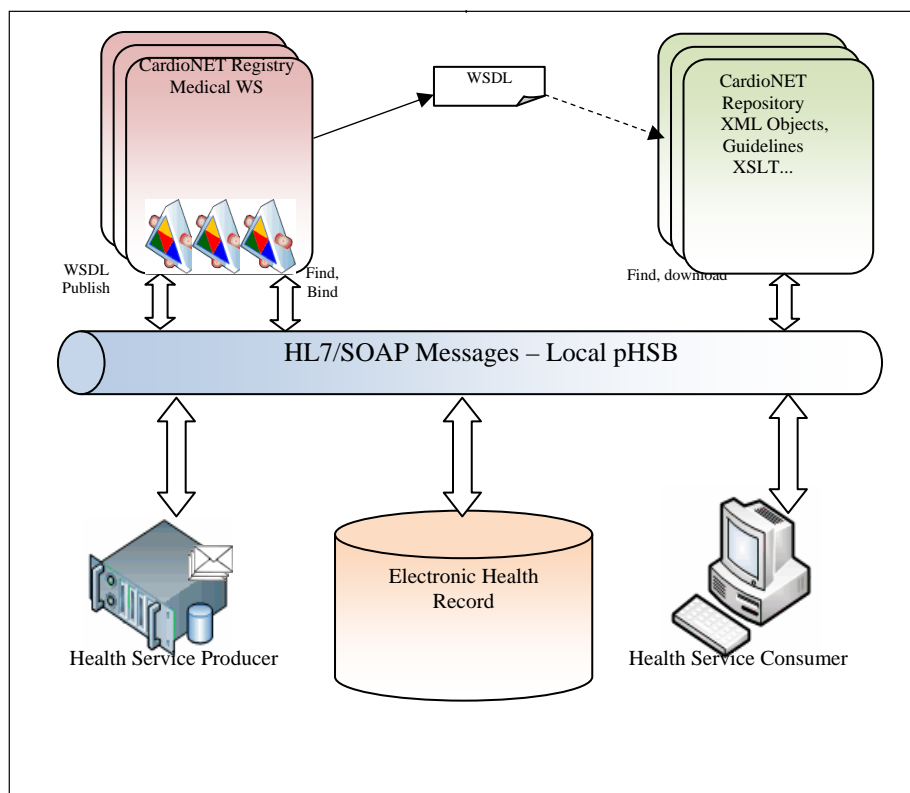 CardioNET Registry
Medical WS
WSDL
CardioNET
Repository
XML Objects,
Guidelines
XSLT...
WSDL
Publish
Find,
Bind
Find, download
HL7/SOAP Messages – Local pHSB
Health Service Producer
Electronic Health
Record
Health Service Consumer